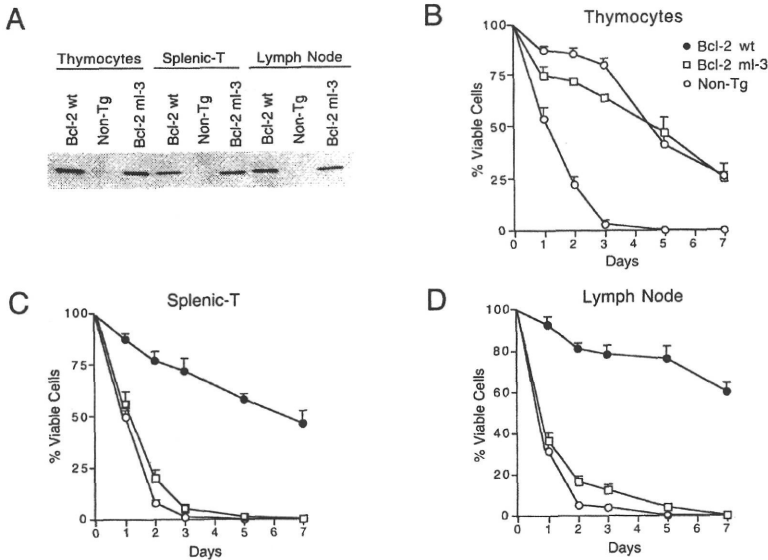 A
Thymocytes Splenic-T Lymph Node
Bcl-2 wt
Non-Tg
Bcl-2 ml-3
Bcl-2 wt
Non-Tg
Bcl-2 ml-3
Bcl-2 wt
Non-Tg
Bcl-2 ml-3
B
Thymocytes
Bcl-2 wt
Bcl-2 ml-3
Non-Tg
% Viable Cells
100
75
50
25
0
0 1 2 3 5 6 7
Days
C
Splenic-T
% Viable Cells
100
75
50
25
0
0 1 2 3 5 6 7
Days
D
Lymph Node
% Viable Cells
100
80
60
40
20
0
0 1 2 3 5 6 7
Days